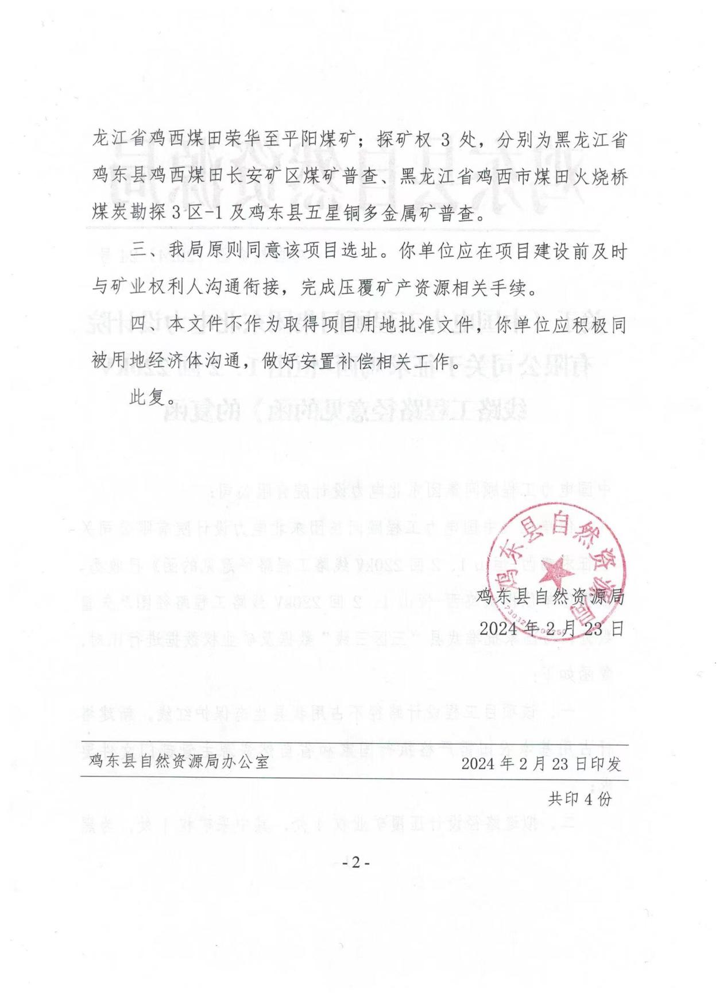 龙江省鸡西煤田荣华至平阳煤矿；探矿权 3 处，分别为黑龙江省
鸡东县鸡西煤田长安矿区煤矿普查、黑龙江省鸡西市煤田火烧桥
煤炭勘探 3 区-1 及鸡东县五星铜多金属矿普查。
三、我局原则同意该项目选址。你单位应在项目建设前及时
与矿业权利人沟通衔接，完成压覆矿产资源相关手续。
四、本文件不作为取得项目用地批准文件，你单位应积极同
被用地经济体沟通，做好安置补偿相关工作。
此复。
鸡东县自然资源局
鸡东县自然资源局
2024 年 2 月 23 日
鸡东县自然资源局办公室 2024 年 2 月 23 日印发
共印 4 份
- 2 -